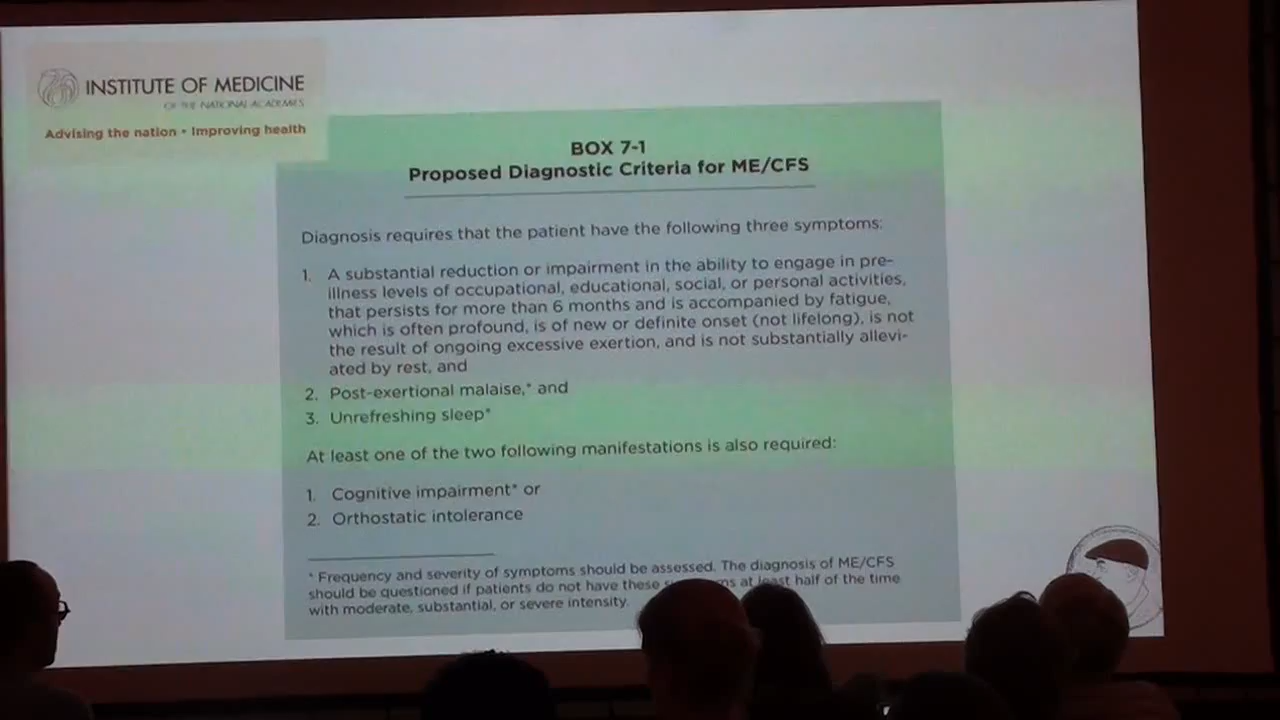 INSTITUTE OF MEDICINE
OF THE NATIONAL ACADEMIES
Advising the nation • Improving health
BOX 7-1
Proposed Diagnostic Criteria for ME/CFS
Diagnosis requires that the patient have the following three symptoms:
1. A substantial reduction or impairment in the ability to engage in pre-
illness levels of occupational, educational, social, or personal activities,
that persists for more than 6 months and is accompanied by fatigue,
which is often profound, is of new or definite onset (not lifelong), is not
the result of ongoing excessive exertion, and is not substantially allevi-
ated by rest, and
2. Post-exertional malaise,* and
3. Unrefreshing sleep*
At least one of the two following manifestations is also required:
1. Cognitive impairment* or
2. Orthostatic intolerance
* Frequency and severity of symptoms should be assessed. The diagnosis of ME/CFS
should be questioned if patients do not have these at least half of the time
with moderate, substantial, or severe intensity.